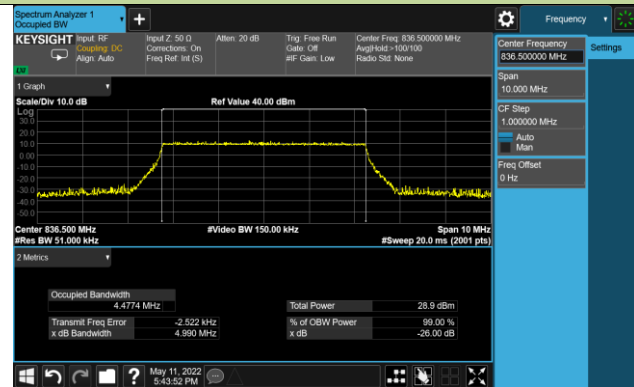 Spectrum Analyzer 1
Occupied BW
Frequency
KEYSIGHT
Input: RF
Coupling: DC
Align: Auto
Input Z: 50 Ω
Corrections: On
Freq Ref: Int (S)
Atten: 20 dB
Trig: Free Run
Gate: Off
#IF Gain: Low
Center Freq: 836.500000 MHz
Avg|Hold:>100/100
Radio Std: None
LXI
Center Frequency
836.500000 MHz
Settings
Span
10.000 MHz
CF Step
1.000000 MHz
Auto
Man
Freq Offset
0 Hz
1 Graph
Scale/Div 10.0 dB
Ref Value 40.00 dBm
Log
30.0
20.0
10.0
0.00
-10.0
-20.0
-30.0
-40.0
-50.0
Center 836.500 MHz
#Res BW 51.000 kHz
#Video BW 150.00 kHz
Span 10 MHz
#Sweep 20.0 ms (2001 pts)
2 Metrics
Occupied Bandwidth
4.4774 MHz
Total Power 28.9 dBm
Transmit Freq Error -2.522 kHz
% of OBW Power 99.00 %
x dB Bandwidth 4.990 MHz
x dB -26.00 dB
May 11, 2022
5:43:52 PM